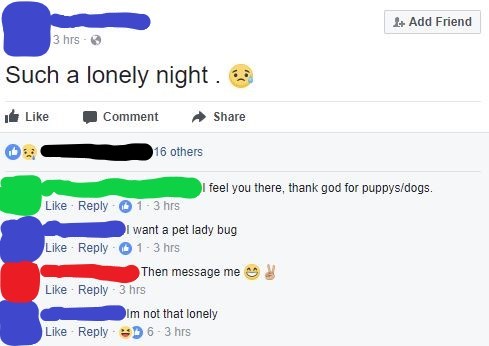 Add Friend
3 hrs ·
Such a lonely night . 😢
Like Comment Share
16 others
I feel you there, thank god for puppys/dogs.
Like · Reply · 1 · 3 hrs
I want a pet lady bug
Like · Reply · 1 · 3 hrs
Then message me 😁✌
Like · Reply · 3 hrs
Im not that lonely
Like · Reply · 6 · 3 hrs